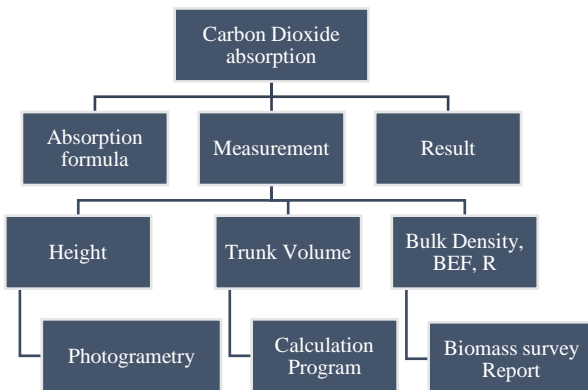 Carbon Dioxide
absorption
Absorption
formula
Measurement
Result
Height
Trunk Volume
Bulk Density,
BEF, R
Photogrametry
Calculation
Program
Biomass survey
Report